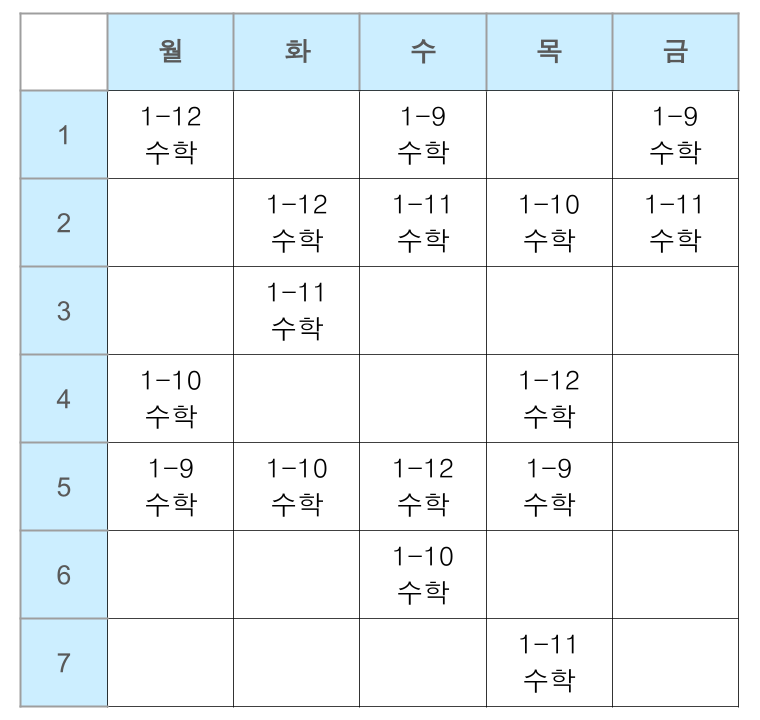 월 화 수 목 금
1 1-12 1-9 1-9
수학 수학 수학
2 1-12 1-11 1-10 1-11
수학 수학 수학 수학
3 1-11
수학
4 1-10 1-12
수학 수학
5 1-9 1-10 1-12 1-9
수학 수학 수학 수학
6 1-10
수학
7 1-11
수학